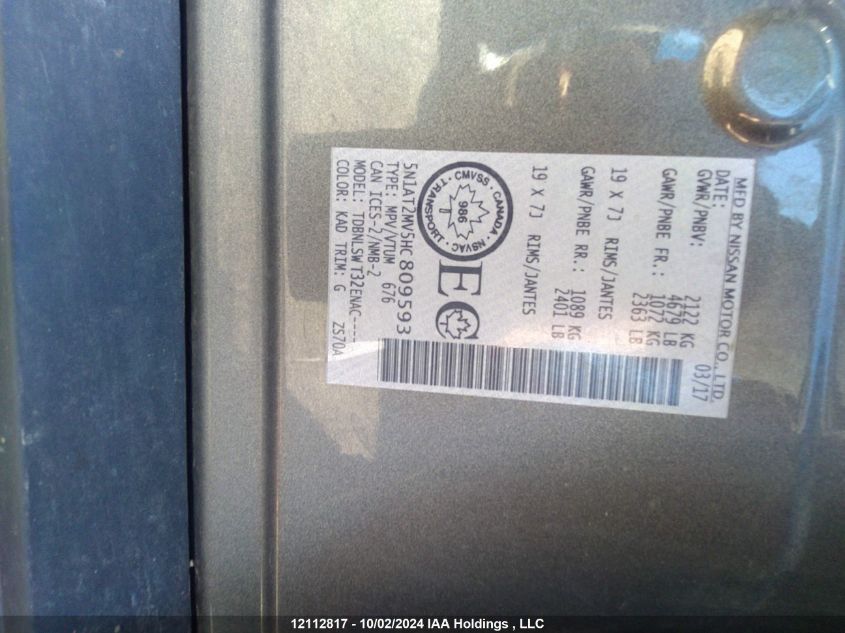 MFD BY NISSAN MOTOR CO., LTD.
DATE: 03/17
GVWR/PNBV: 2122 KG
4679 LB
GAWR/PNBE FR.: 1072 KG
2363 LB
19 X 7J RIMS/JANTES
GAWR/PNBE RR.: 1089 KG
2401 LB
19 X 7J RIMS/JANTES
CMVSS · CANADA · NSVAC · TRANSPORT ·
986
EC
5N1AT2MV5HC809593
TYPE: MPV/VTUM 676
CAN ICES-2/NMB-2
MODEL: TDBNLSW T32ENAC----
COLOR: KAD TRIM: G ZS70A
12112817 - 10/02/2024 IAA Holdings , LLC